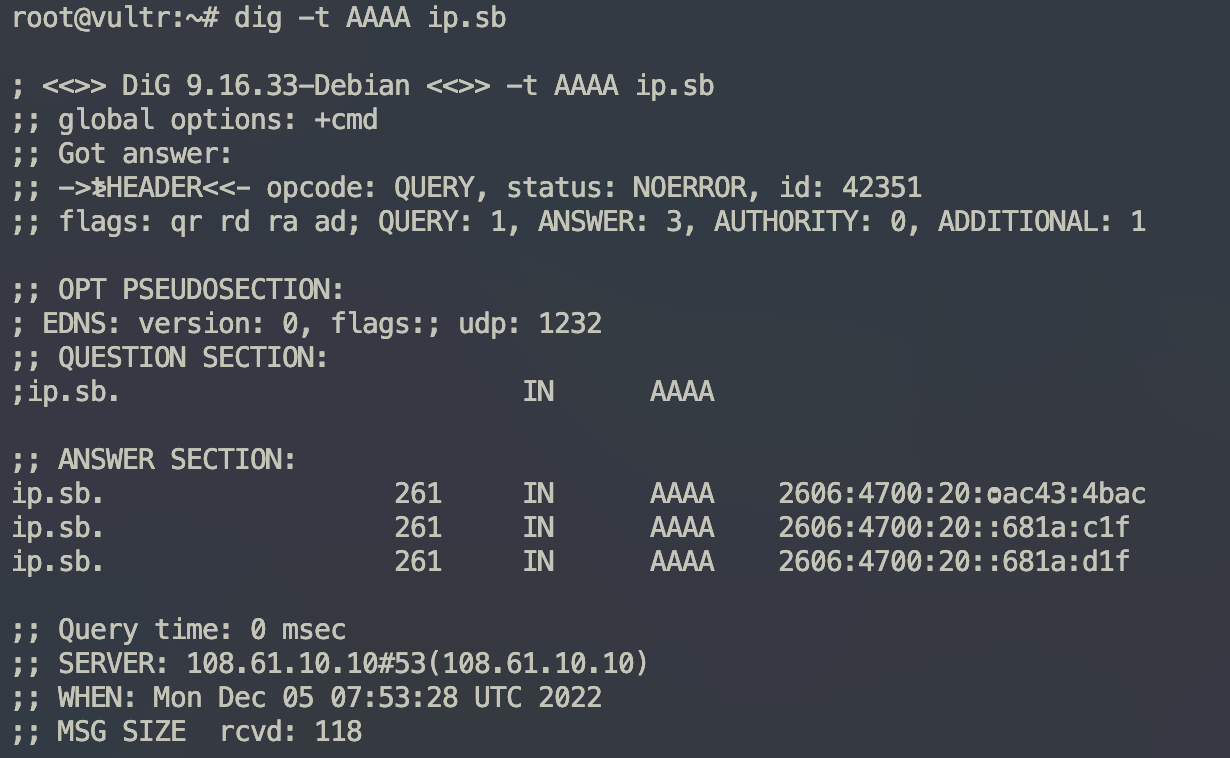 root@vultr:~# dig -t AAAA ip.sb
; <<>> DiG 9.16.33-Debian <<>> -t AAAA ip.sb
;; global options: +cmd
;; Got answer:
;; ->>HEADER<<- opcode: QUERY, status: NOERROR, id: 42351
;; flags: qr rd ra ad; QUERY: 1, ANSWER: 3, AUTHORITY: 0, ADDITIONAL: 1
;; OPT PSEUDOSECTION:
; EDNS: version: 0, flags:; udp: 1232
;; QUESTION SECTION:
;ip.sb. IN AAAA
;; ANSWER SECTION:
ip.sb. 261 IN AAAA 2606:4700:20::ac43:4bac
ip.sb. 261 IN AAAA 2606:4700:20::681a:c1f
ip.sb. 261 IN AAAA 2606:4700:20::681a:d1f
;; Query time: 0 msec
;; SERVER: 108.61.10.10#53(108.61.10.10)
;; WHEN: Mon Dec 05 07:53:28 UTC 2022
;; MSG SIZE rcvd: 118